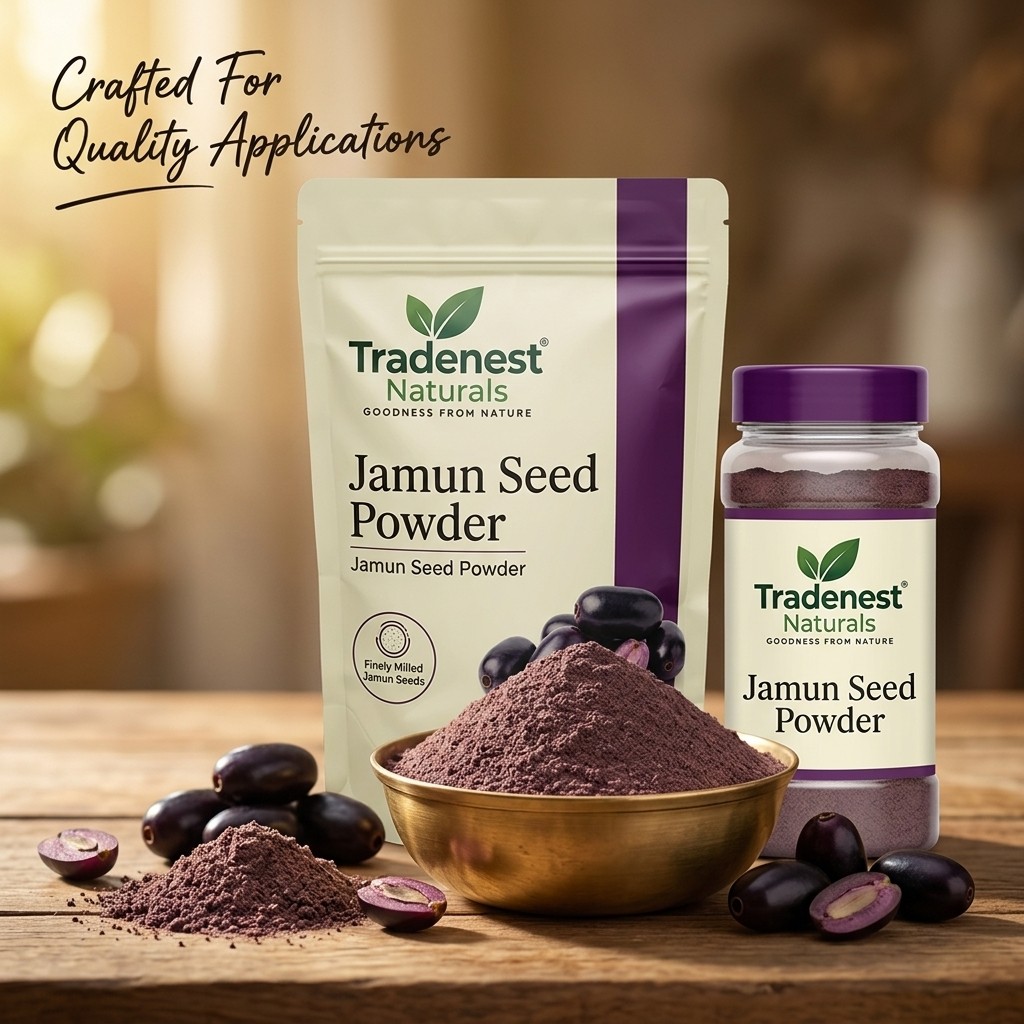 Crafted For
Quality Applications
Tradenest®
Naturals
GOODNESS FROM NATURE
Jamun Seed
Powder
Jamun Seed Powder
Finely Milled
Jamun Seeds
Tradenest®
Naturals
GOODNESS FROM NATURE
Jamun Seed
Powder